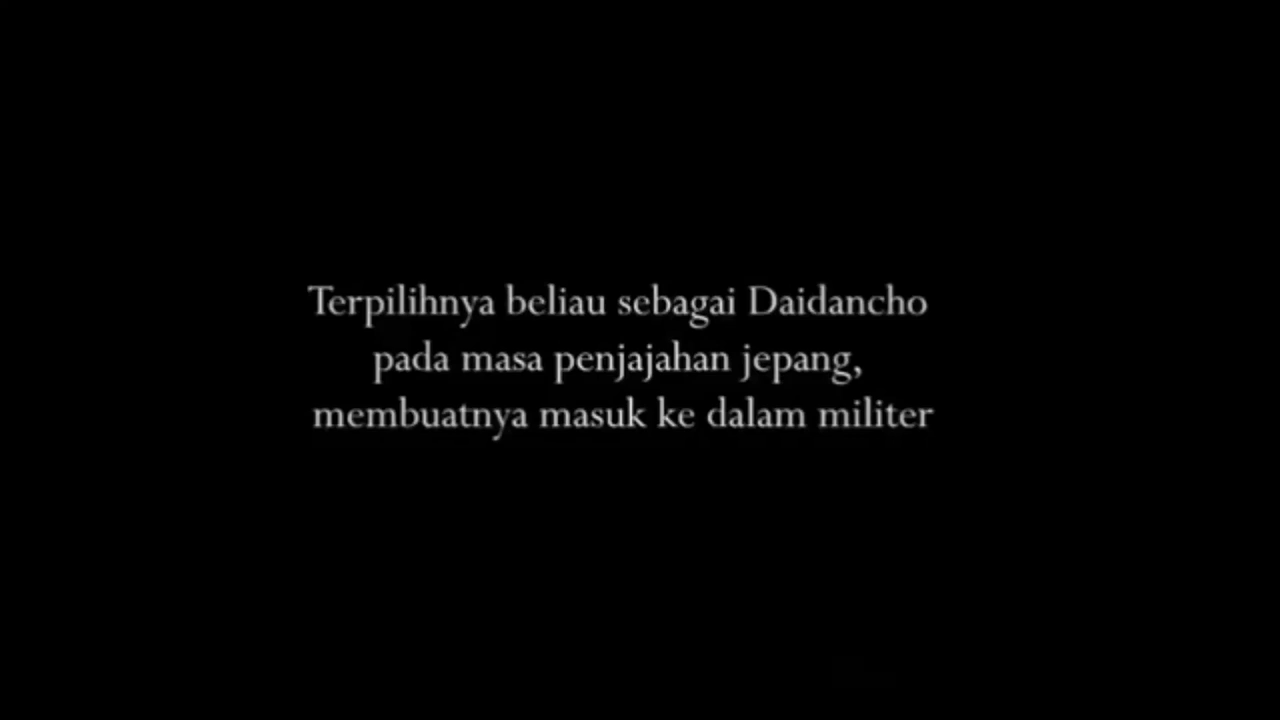 Terpilihnya beliau sebagai Daidancho
pada masa penjajahan jepang,
membuatnya masuk ke dalam militer